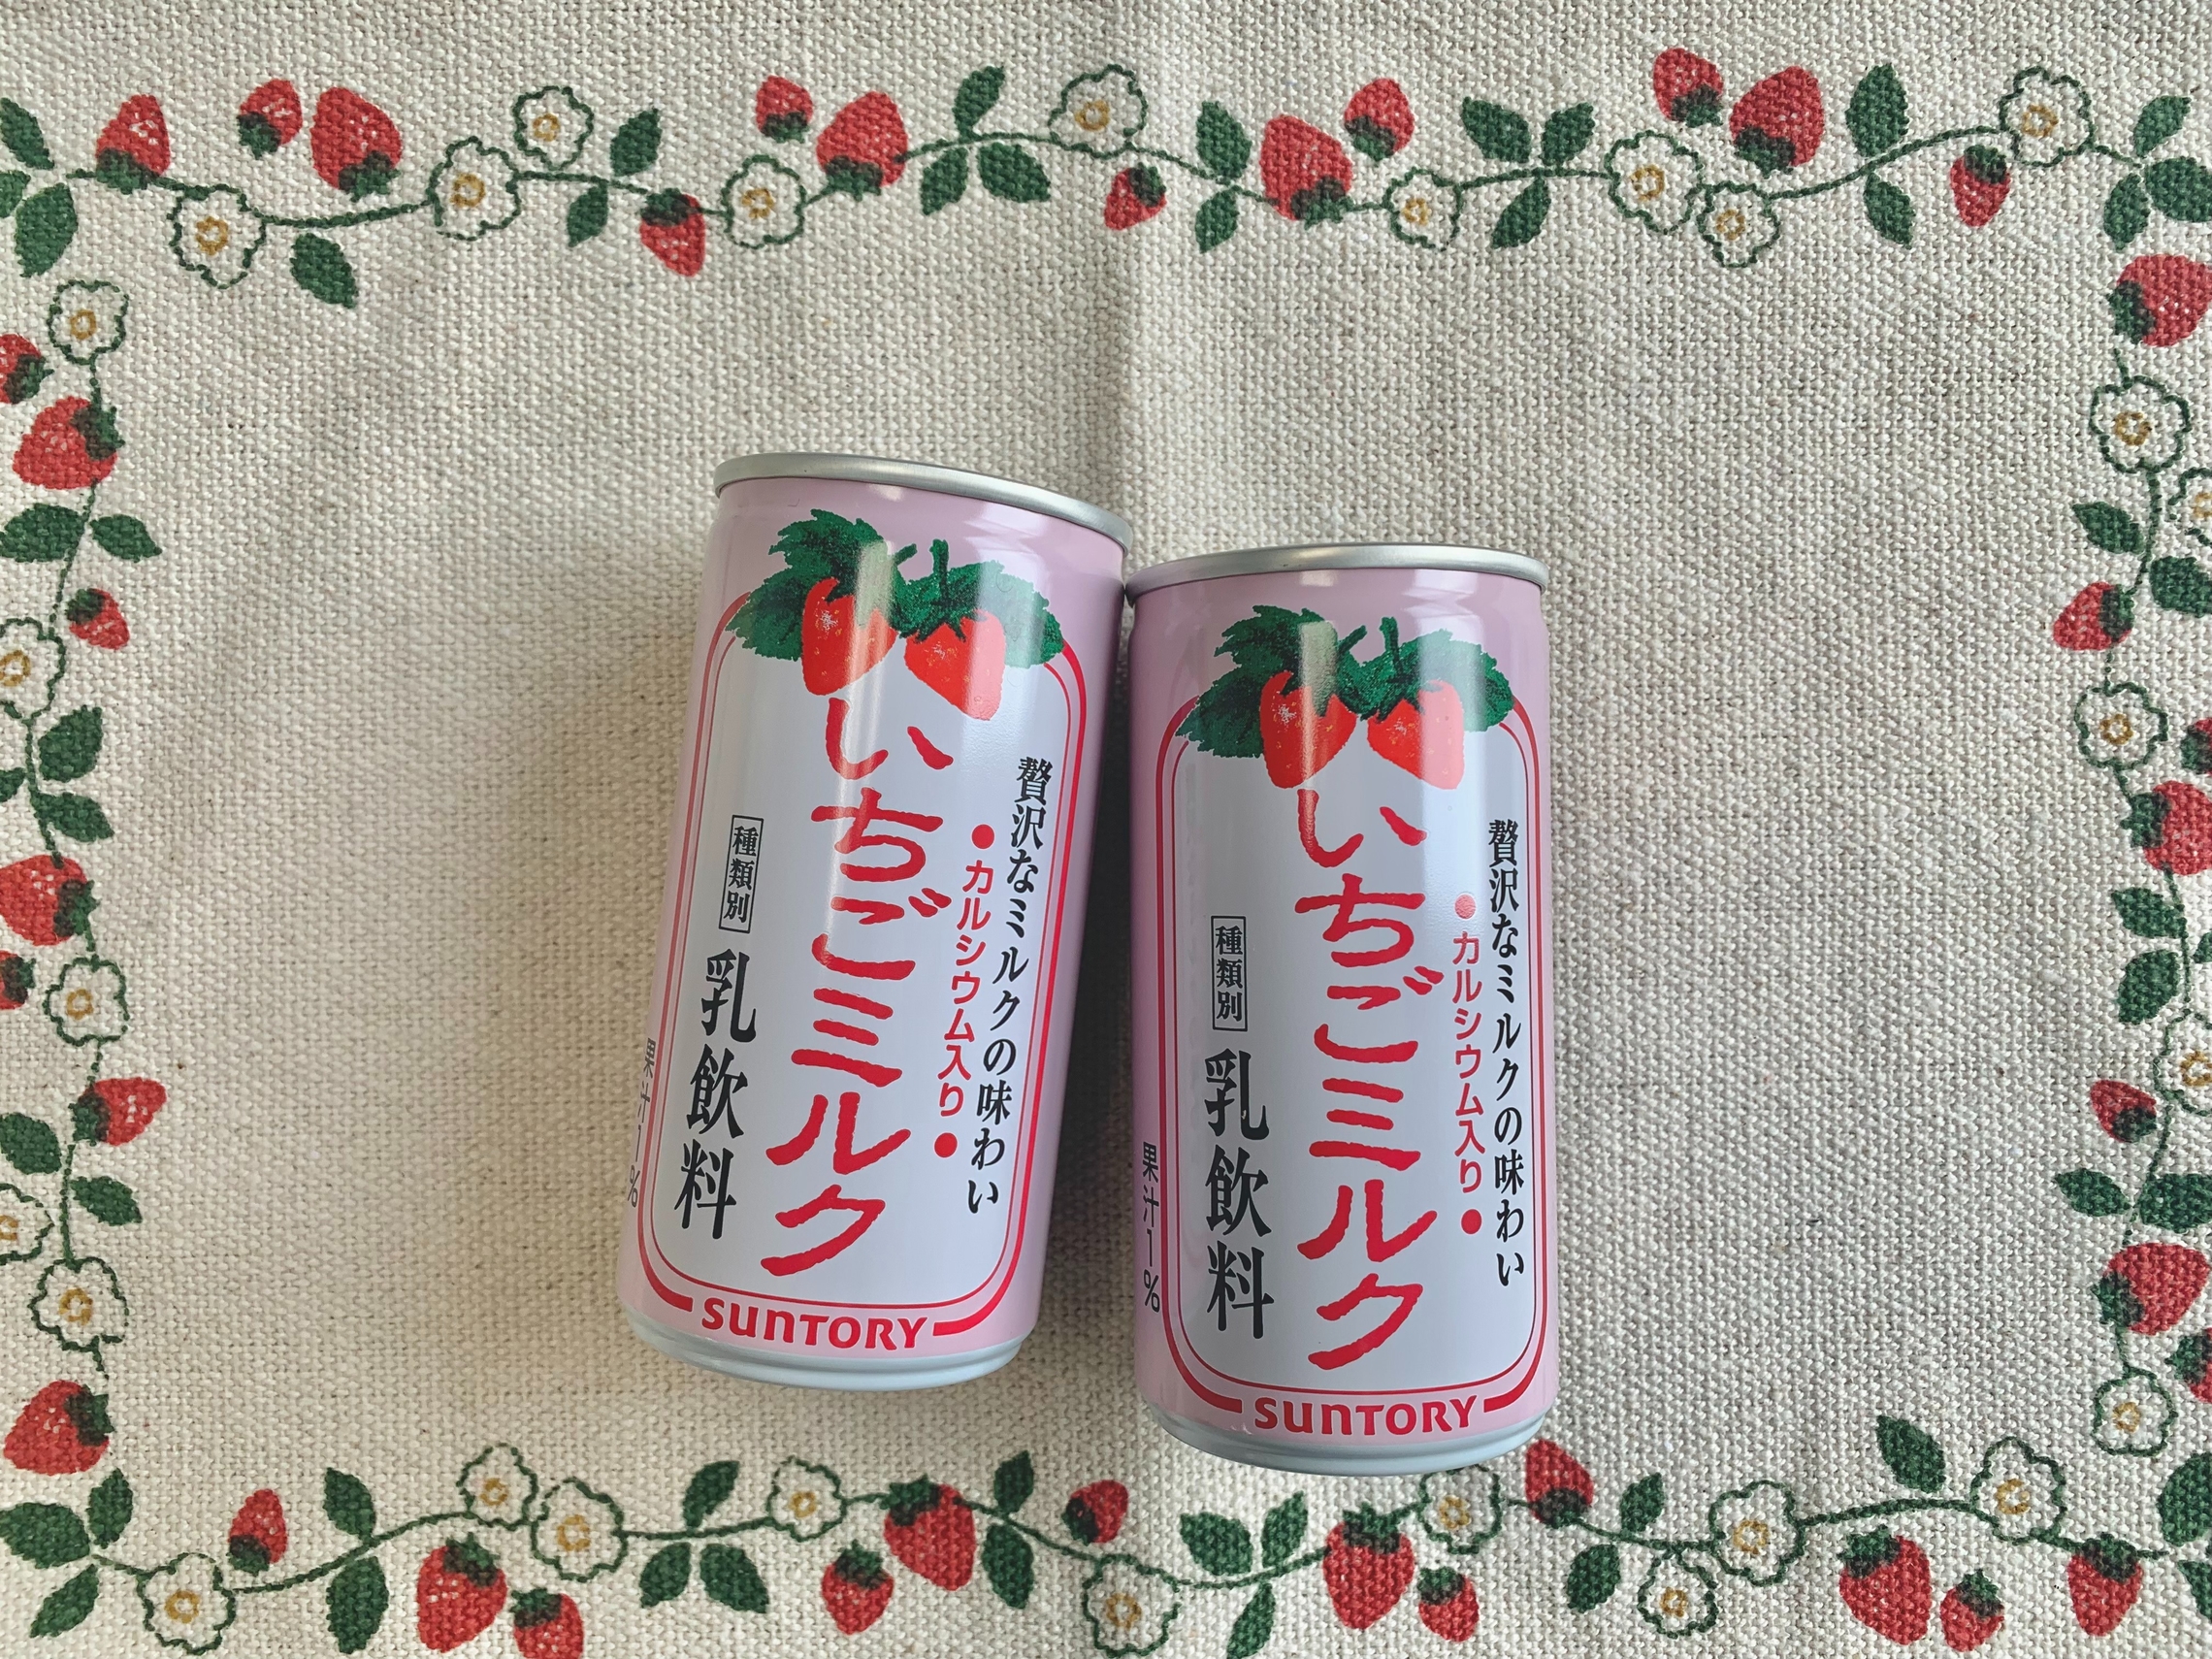 贅沢なミルクの味わい
●カルシウム入り●
いちごミルク
種類別
乳飲料
果汁1%
SUNTORY
贅沢なミルクの味わい
●カルシウム入り●
いちごミルク
種類別
乳飲料
果汁1%
SUNTORY